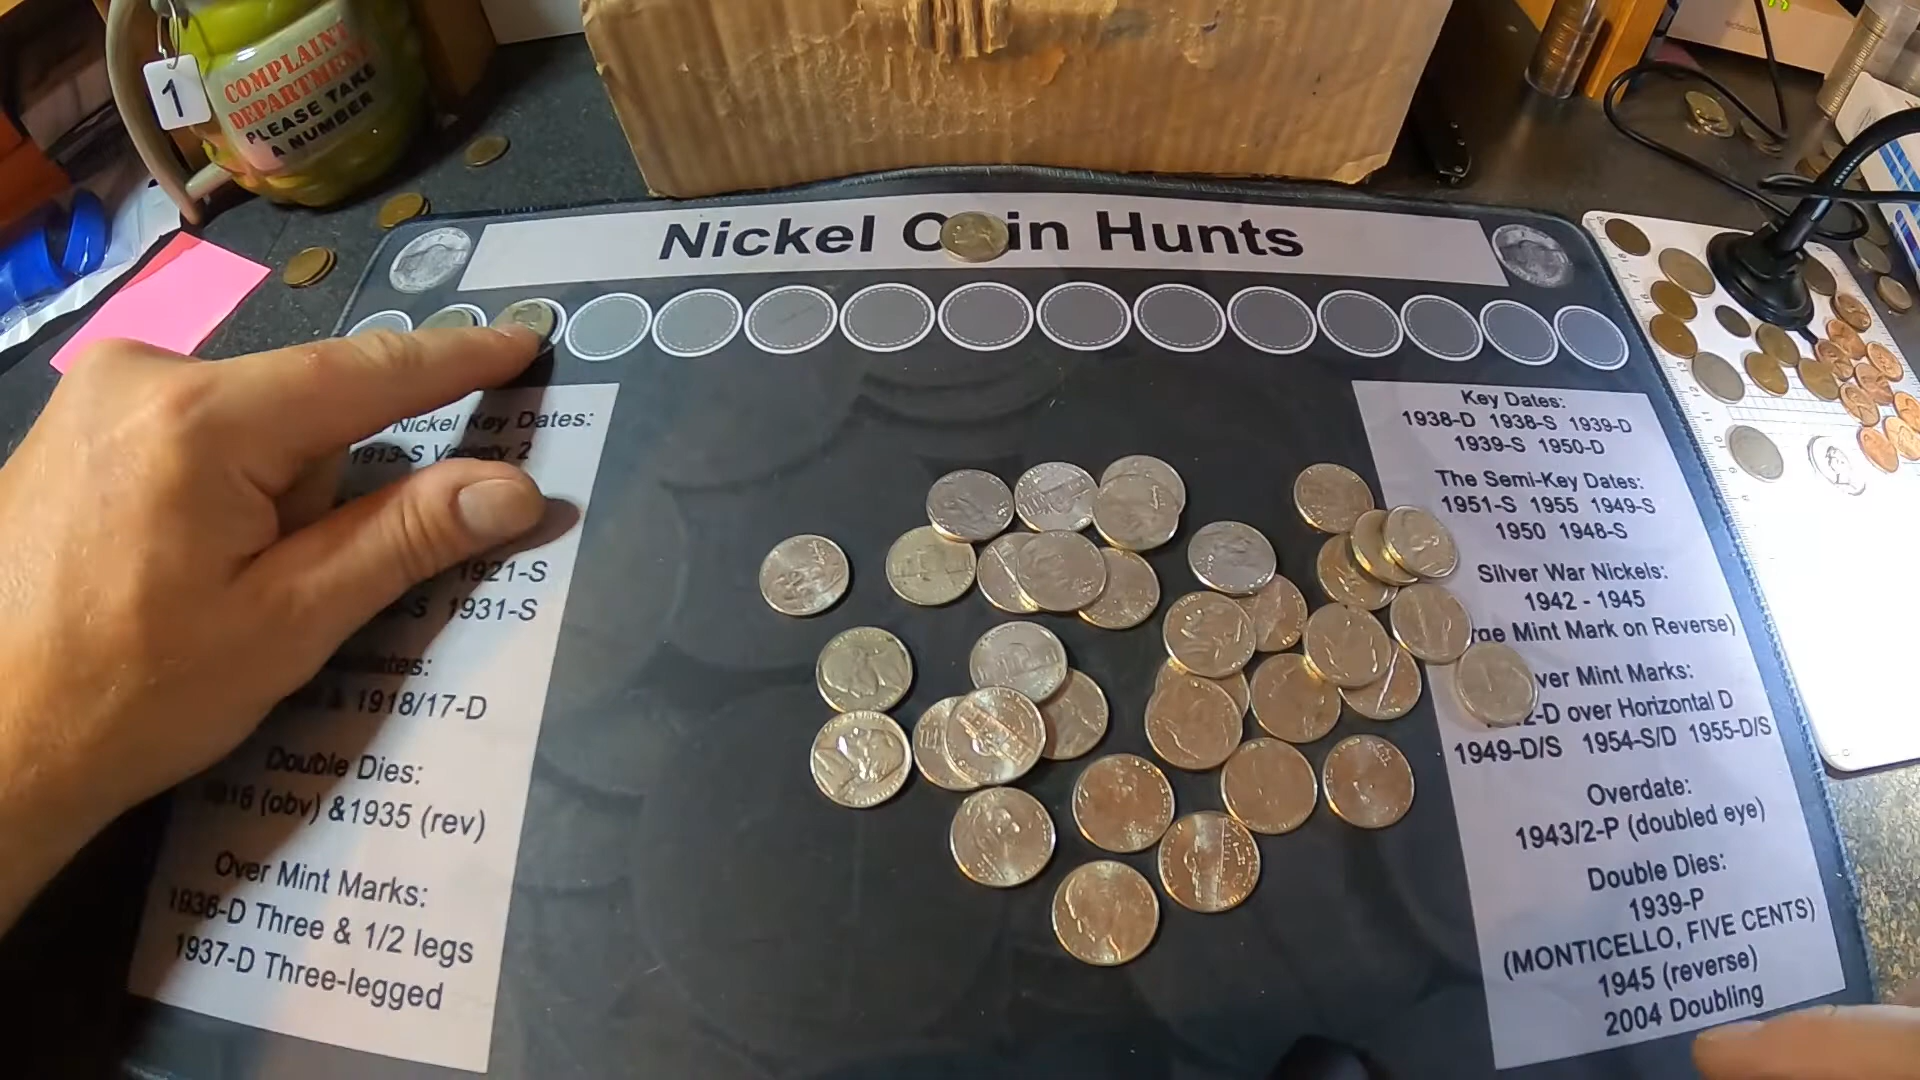 1
COMPLAINT
DEPARTMENT
PLEASE TAKE
A NUMBER
Nickel C in Hunts
Nickel Key Dates:
1913-S Variety 2
1921-S
1931-S
1918/17-D
Double Dies:
(obv) &1935 (rev)
Over Mint Marks:
1936-D Three & 1/2 legs
1937-D Three-legged
Key Dates:
1938-D 1938-S 1939-D
1939-S 1950-D
The Semi-Key Dates:
1951-S 1955 1949-S
1950 1948-S
Silver War Nickels:
1942 - 1945
Mint Mark on Reverse)
Mint Marks:
over Horizontal D
1949-D/S 1954-S/D 1955-D/S
Overdate:
1943/2-P (doubled eye)
Double Dies:
1939-P
(MONTICELLO, FIVE CENTS)
1945 (reverse)
2004 Doubling